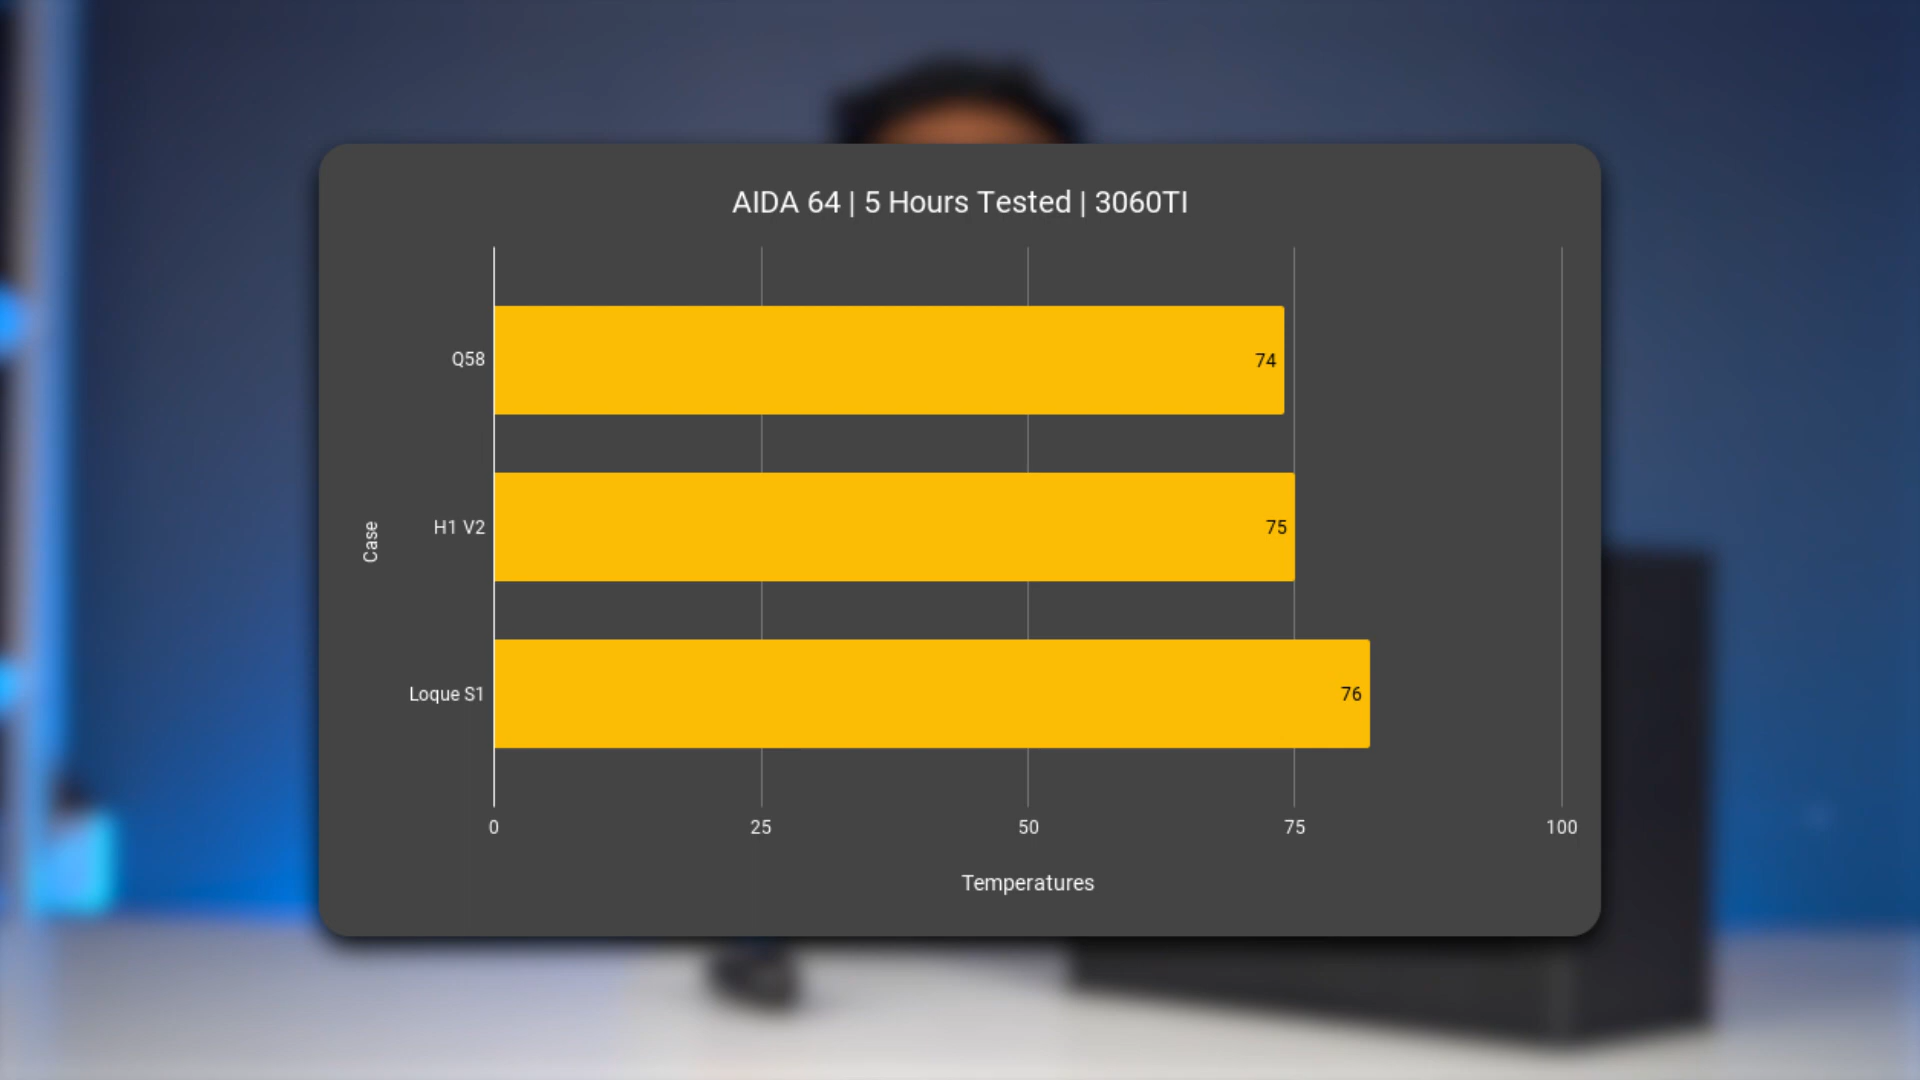 AIDA 64 | 5 Hours Tested | 3060TI
Q58
74
H1 V2
75
Loque S1
76
Case
0 25 50 75 100
Temperatures